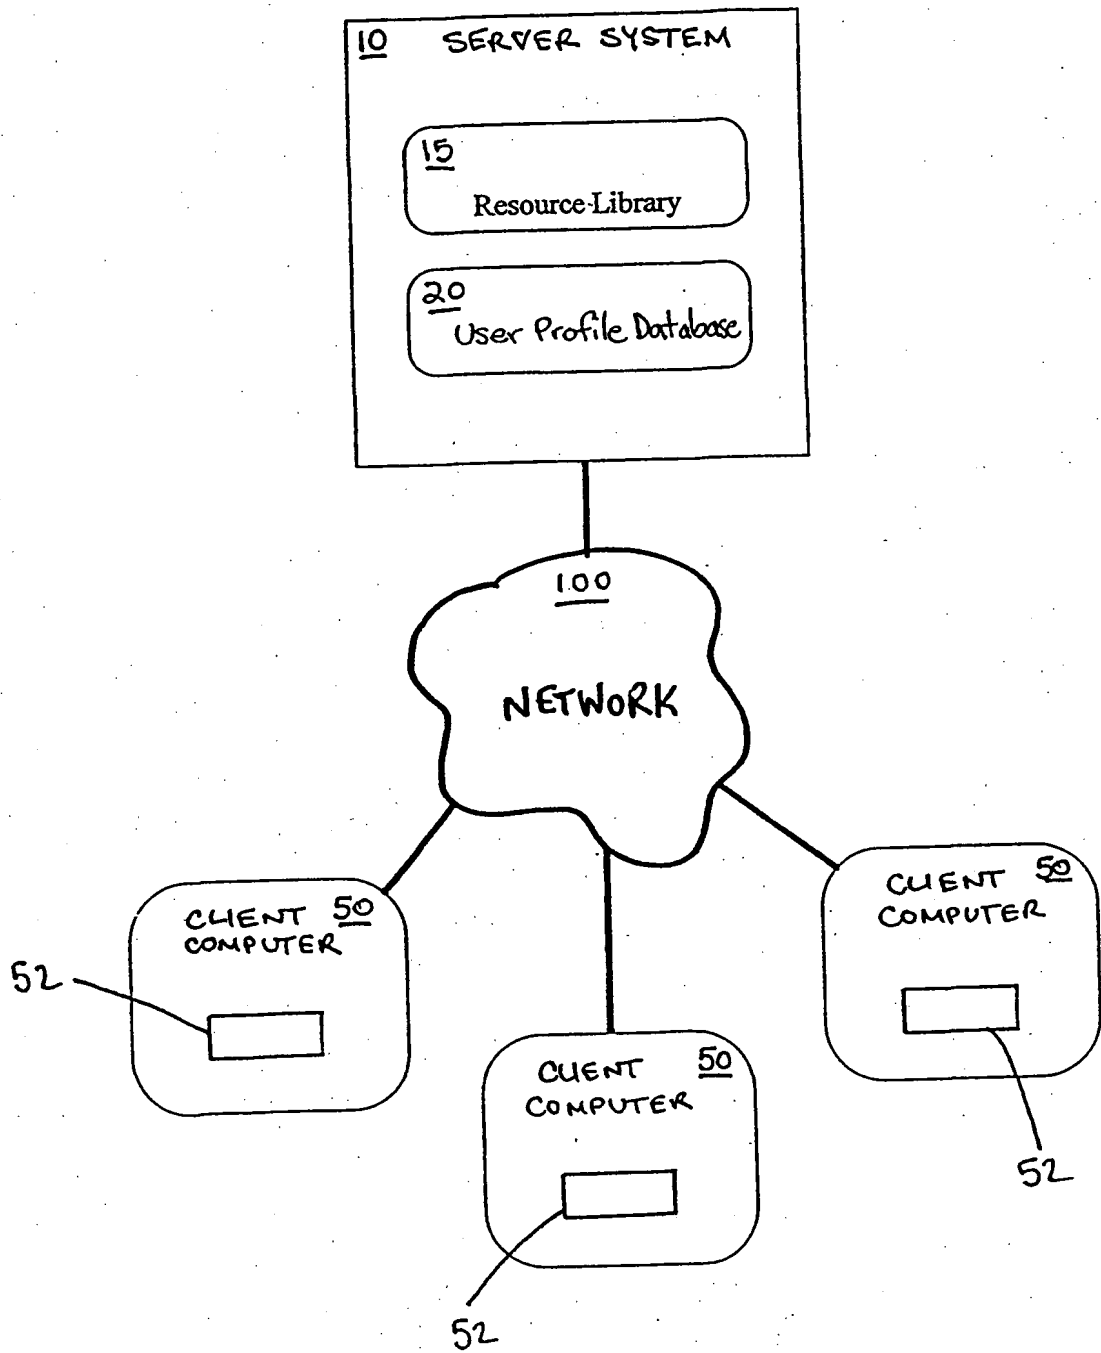 10 SERVER SYSTEM
15
Resource Library
20
User Profile Database
100
NETWORK
CLIENT 50
COMPUTER
52
CLIENT 50
COMPUTER
52
CLIENT 50
COMPUTER
52